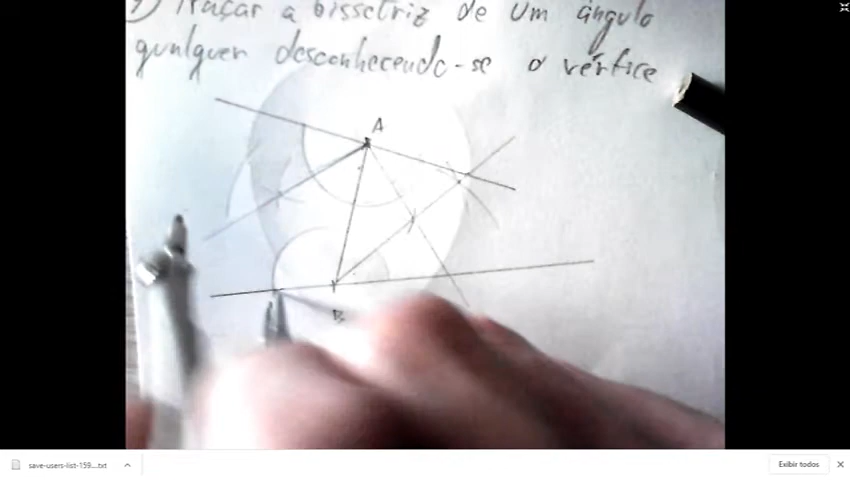 Traçar a bissetriz de um ângulo
qualquer desconhecendo-se o vértice
A
B
save-users-list-159....txt
Exibir todos